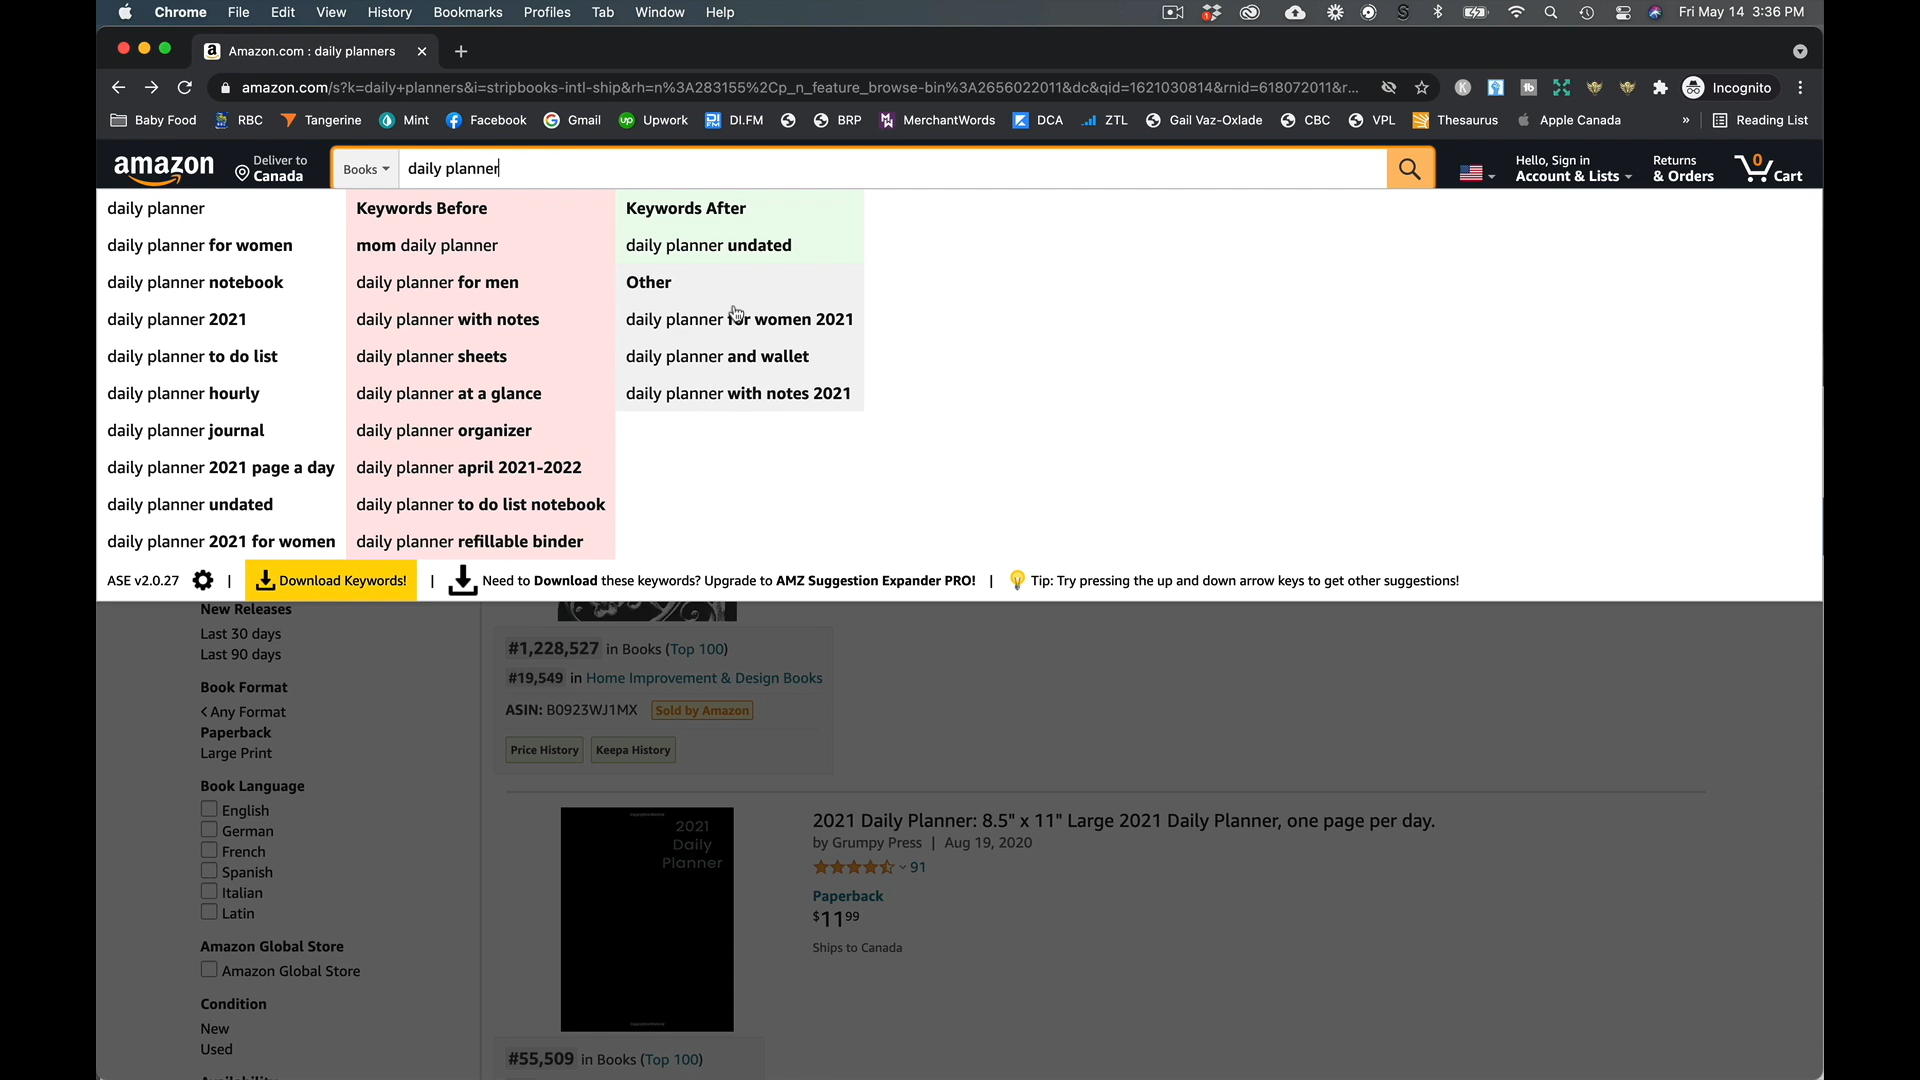 Chrome File Edit View History Bookmarks Profiles Tab Window Help Fri May 14 3:36 PM
Amazon.com : daily planners
amazon.com/s?k=daily+planners&i=stripbooks-intl-ship&rh=n%3A283155%2Cp_n_feature_browse-bin%3A2656022011&dc&qid=1621030814&rnid=618072011&r... Incognito
Baby Food RBC Tangerine Mint Facebook Gmail Upwork DI.FM BRP MerchantWords DCA ZTL Gail Vaz-Oxlade CBC VPL Thesaurus Apple Canada » Reading List
amazon Deliver to Canada Books daily planner Hello, Sign in Account & Lists Returns & Orders 0 Cart
daily planner
daily planner for women
daily planner notebook
daily planner 2021
daily planner to do list
daily planner hourly
daily planner journal
daily planner 2021 page a day
daily planner undated
daily planner 2021 for women
Keywords Before
mom daily planner
daily planner for men
daily planner with notes
daily planner sheets
daily planner at a glance
daily planner organizer
daily planner april 2021-2022
daily planner to do list notebook
daily planner refillable binder
Keywords After
daily planner undated
Other
daily planner for women 2021
daily planner and wallet
daily planner with notes 2021
ASE v2.0.27 | Download Keywords! | Need to Download these keywords? Upgrade to AMZ Suggestion Expander PRO! | Tip: Try pressing the up and down arrow keys to get other suggestions!
New Releases
Last 30 days
Last 90 days
Book Format
< Any Format
Paperback
Large Print
Book Language
English
German
French
Spanish
Italian
Latin
Amazon Global Store
Amazon Global Store
Condition
New
Used
#1,228,527 in Books (Top 100)
#19,549 in Home Improvement & Design Books
ASIN: B0923WJ1MX Sold by Amazon
Price History Keepa History
2021
Daily
Planner
2021 Daily Planner: 8.5" x 11" Large 2021 Daily Planner, one page per day.
by Grumpy Press | Aug 19, 2020
91
Paperback
$11 99
Ships to Canada
#55,509 in Books (Top 100)